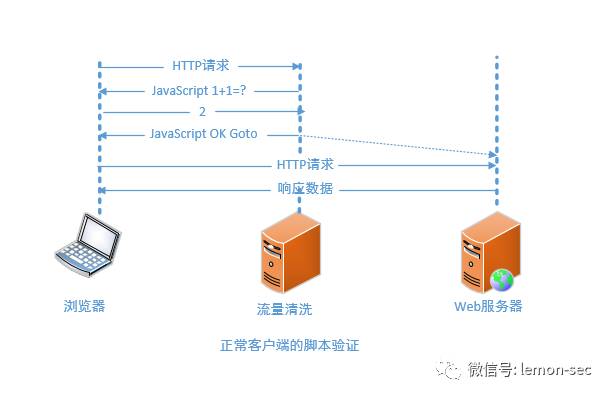 HTTP请求
JavaScript 1+1=?
2
JavaScript OK Goto
HTTP请求
响应数据
浏览器
流量清洗
Web服务器
正常客户端的脚本验证
微信号: lemon-sec